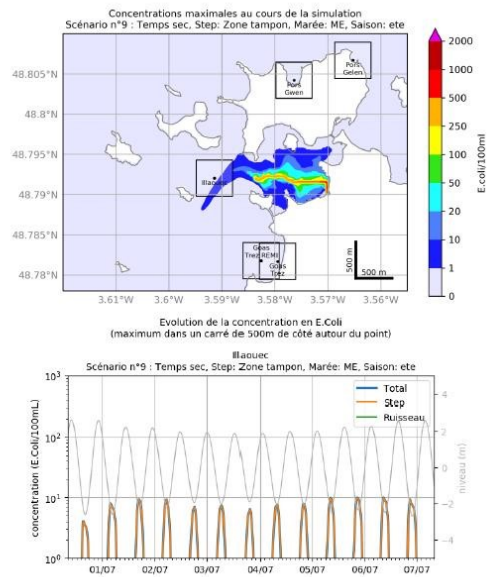 Concentrations maximales au cours de la simulation
Scénario n°9 : Temps sec, Step: Zone tampon, Marée: ME, Saison: ete
48.805°N
48.8°N
48.795°N
48.79°N
48.785°N
48.78°N
Pors
Gelen
Pors
Gwen
Illaouec
Goas
Trez REMI
Goas
Trez
500 m
500 m
3.61°W
3.6°W
3.59°W
3.58°W
3.57°W
3.56°W
2000
1000
500
250
100
50
20
10
1
0
E.coli/100ml
Evolution de la concentration en E.Coli
(maximum dans un carré de 500m de côté autour du point)
Illaouec
Scénario n°9 : Temps sec, Step: Zone tampon, Marée: ME, Saison: ete
concentration (E.Coli/100mL)
10³
10²
10¹
10⁰
Total
Step
Ruisseau
4
2
0
−2
−4
niveau (m)
01/07
02/07
03/07
04/07
05/07
06/07
07/07